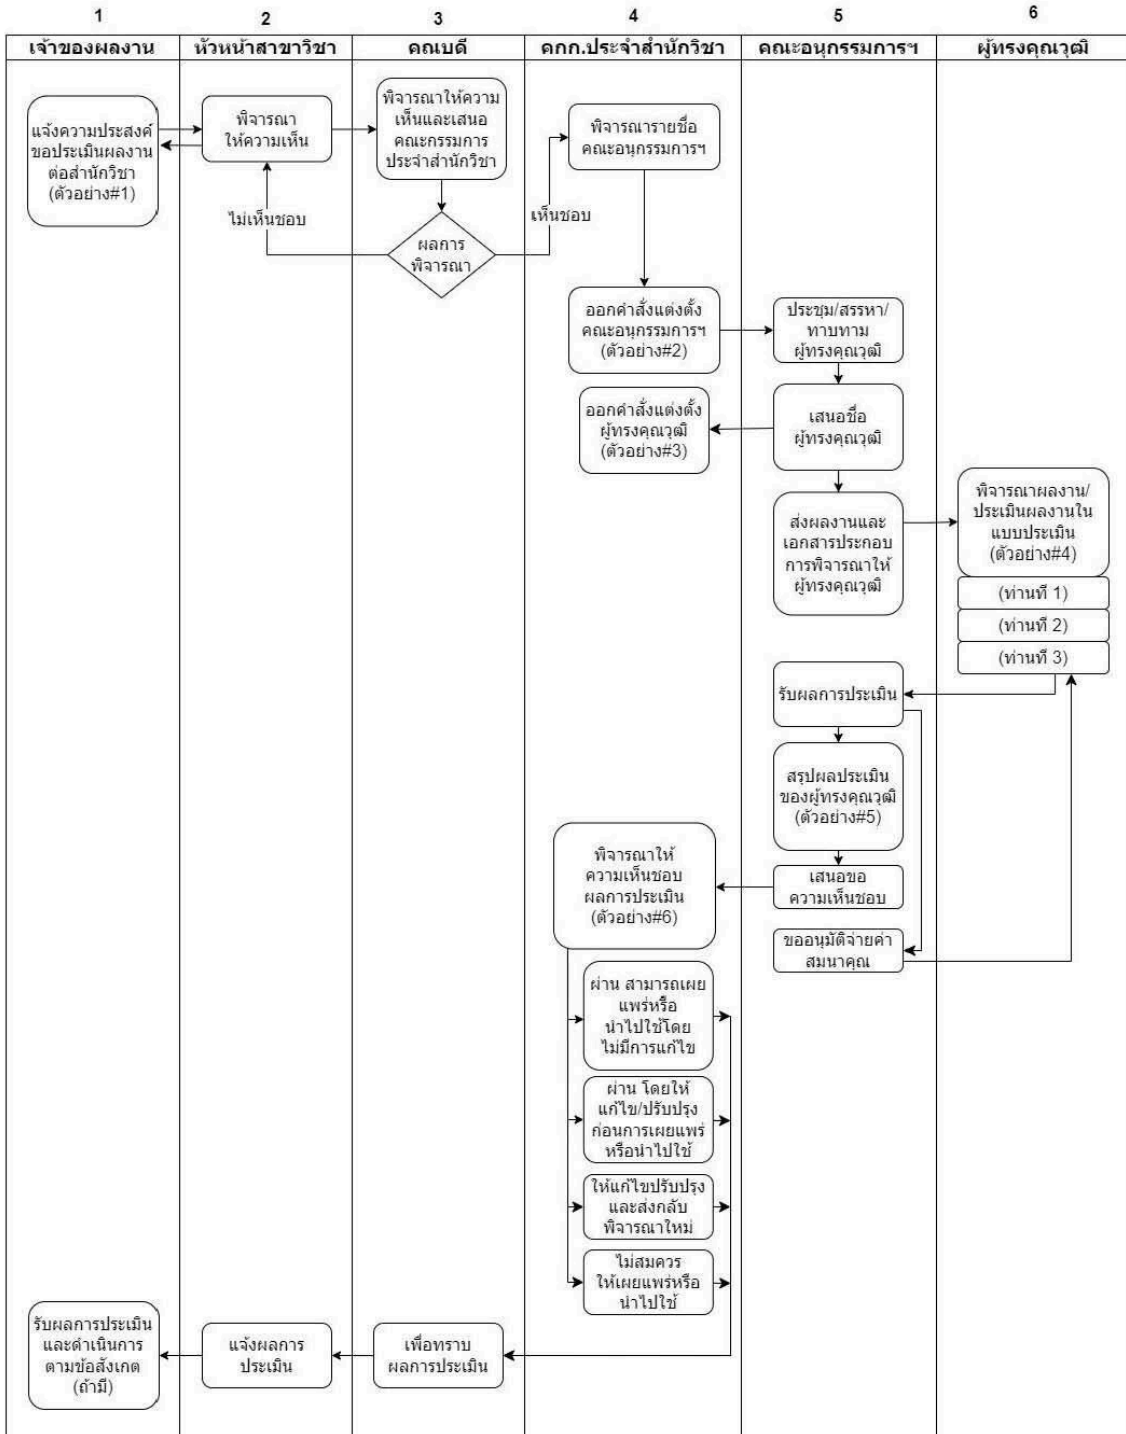 1
2
3
4
5
6
เจ้าของผลงาน
หัวหน้าสาขาวิชา
คณบดี
คกก.ประจำสำนักวิชา
คณะอนุกรรมการฯ
ผู้ทรงคุณวุฒิ
แจ้งความประสงค์
ขอประเมินผลงาน
ต่อสำนักวิชา
(ตัวอย่าง#1)
พิจารณา
ให้ความเห็น
พิจารณาให้ความ
เห็นและเสนอ
คณะกรรมการ
ประจำสำนักวิชา
ผลการ
พิจารณา
ไม่เห็นชอบ
เห็นชอบ
พิจารณารายชื่อ
คณะอนุกรรมการฯ
ออกคำสั่งแต่งตั้ง
คณะอนุกรรมการฯ
(ตัวอย่าง#2)
ประชุม/สรรหา/
ทาบทาม
ผู้ทรงคุณวุฒิ
เสนอชื่อ
ผู้ทรงคุณวุฒิ
ออกคำสั่งแต่งตั้ง
ผู้ทรงคุณวุฒิ
(ตัวอย่าง#3)
ส่งผลงานและ
เอกสารประกอบ
การพิจารณาให้
ผู้ทรงคุณวุฒิ
พิจารณาผลงาน/
ประเมินผลงานใน
แบบประเมิน
(ตัวอย่าง#4)
(ท่านที่ 1)
(ท่านที่ 2)
(ท่านที่ 3)
รับผลการประเมิน
สรุปผลประเมิน
ของผู้ทรงคุณวุฒิ
(ตัวอย่าง#5)
เสนอขอ
ความเห็นชอบ
ขออนุมัติจ่ายค่า
สมนาคุณ
พิจารณาให้
ความเห็นชอบ
ผลการประเมิน
(ตัวอย่าง#6)
ผ่าน สามารถเผย
แพร่หรือ
นำไปใช้โดย
ไม่มีการแก้ไข
ผ่าน โดยให้
แก้ไข/ปรับปรุง
ก่อนการเผยแพร่
หรือนำไปใช้
ให้แก้ไขปรับปรุง
และส่งกลับ
พิจารณาใหม่
ไม่สมควร
ให้เผยแพร่หรือ
นำไปใช้
เพื่อทราบ
ผลการประเมิน
แจ้งผลการ
ประเมิน
รับผลการประเมิน
และดำเนินการ
ตามข้อสังเกต
(ถ้ามี)